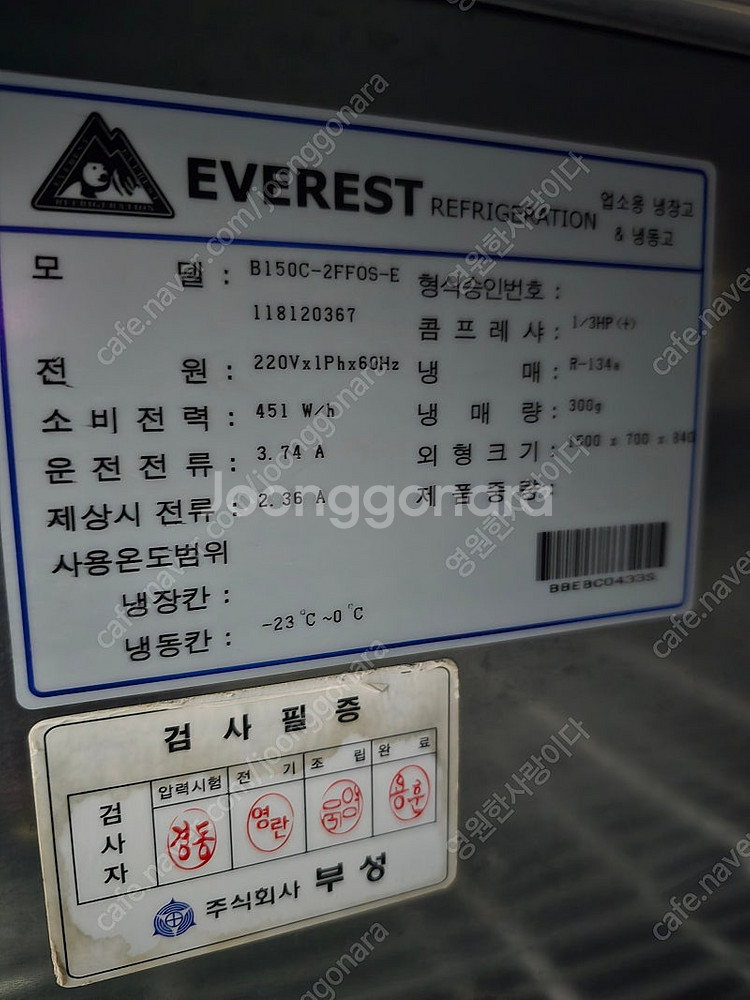 EVEREST REFRIGERATION 업소용 냉장고 & 냉동고
EVEREST REFRIGERATION
모 델 : B150C-2FFOS-E
118120367
전 원 : 220Vx1Phx60Hz
소 비 전 력 : 451 W/h
운 전 전 류 : 3.74 A
제상시 전류 : 2.36 A
사용온도범위
냉장칸 :
냉동칸 : -23℃~0℃
형식승인번호 :
콤 프 레 샤 : 1/3HP(+)
냉 매 : R-134a
냉 매 량 : 300g
외 형 크 기 : x 700 x 840
제 품 중 량 :
BBEBC0433S
검 사 필 증
검사자
압력시험 전 기 조 립 완 료
경동 영란 용훈
주식회사 부성
Joonggonara
cafe.naver.com/joonggonara
영원한사랑이다